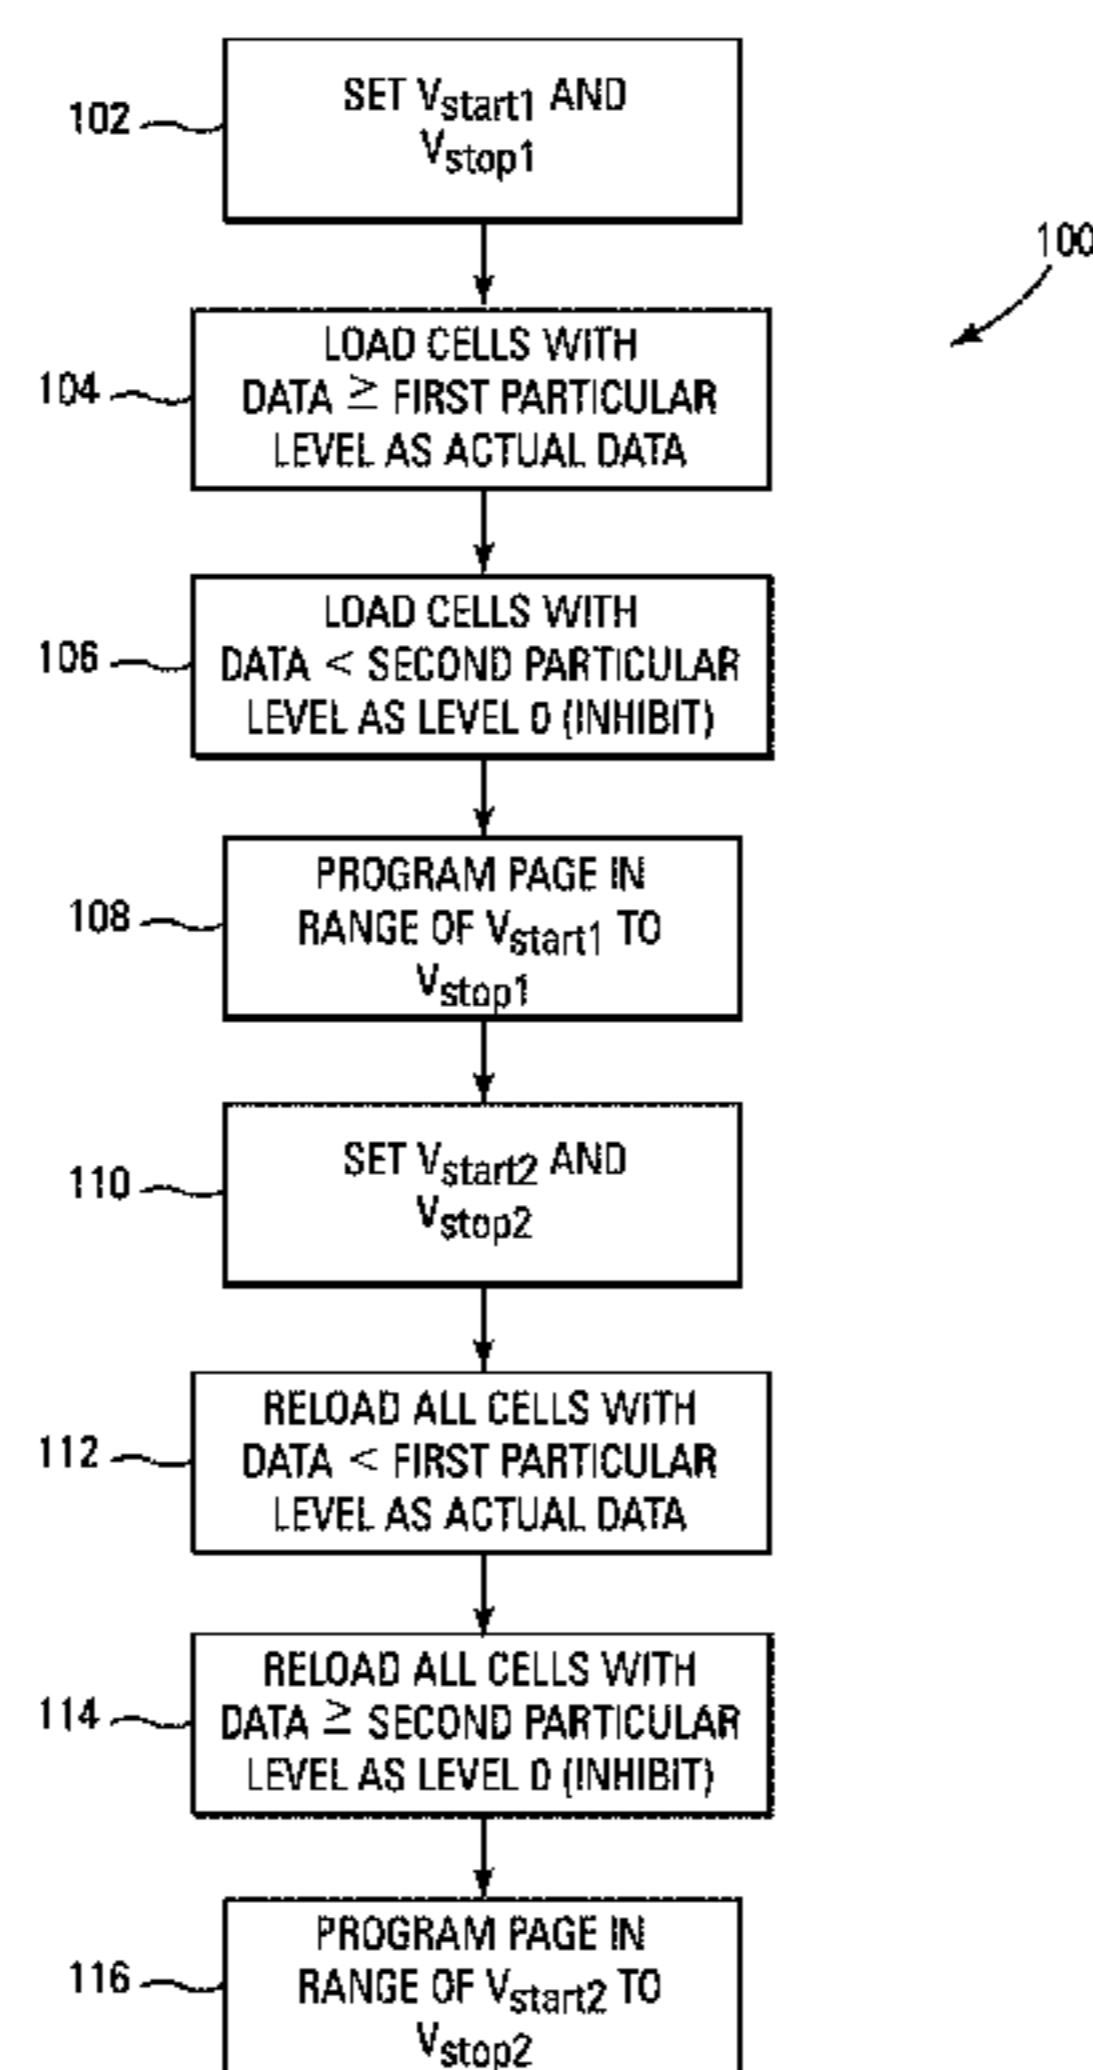 102
SET Vstart1 AND
Vstop1
100
104
LOAD CELLS WITH
DATA ≥ FIRST PARTICULAR
LEVEL AS ACTUAL DATA
106
LOAD CELLS WITH
DATA < SECOND PARTICULAR
LEVEL AS LEVEL 0 (INHIBIT)
108
PROGRAM PAGE IN
RANGE OF Vstart1 TO
Vstop1
110
SET Vstart2 AND
Vstop2
112
RELOAD ALL CELLS WITH
DATA < FIRST PARTICULAR
LEVEL AS ACTUAL DATA
114
RELOAD ALL CELLS WITH
DATA ≥ SECOND PARTICULAR
LEVEL AS LEVEL 0 (INHIBIT)
116
PROGRAM PAGE IN
RANGE OF Vstart2 TO
Vstop2